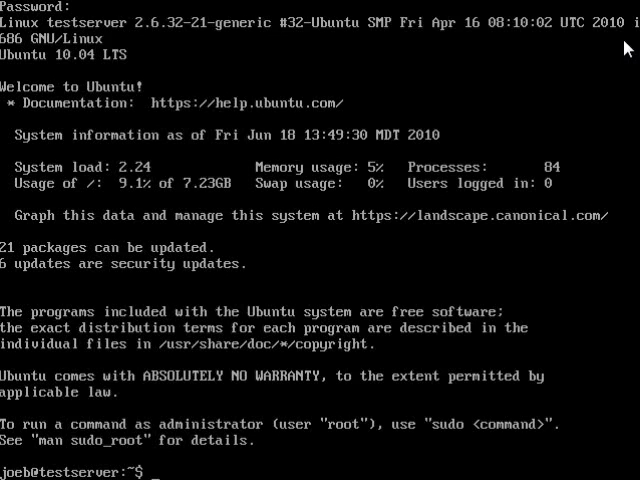 Password:
Linux testserver 2.6.32-21-generic #32-Ubuntu SMP Fri Apr 16 08:10:02 UTC 2010 i
686 GNU/Linux
Ubuntu 10.04 LTS
Welcome to Ubuntu!
 * Documentation:  https://help.ubuntu.com/
  System information as of Fri Jun 18 13:49:30 MDT 2010
  System load: 2.24             Memory usage: 5%   Processes:       84
  Usage of /:  9.1% of 7.23GB   Swap usage:   0%   Users logged in: 0
  Graph this data and manage this system at https://landscape.canonical.com/
21 packages can be updated.
6 updates are security updates.
The programs included with the Ubuntu system are free software;
the exact distribution terms for each program are described in the
individual files in /usr/share/doc/*/copyright.
Ubuntu comes with ABSOLUTELY NO WARRANTY, to the extent permitted by
applicable law.
To run a command as administrator (user "root"), use "sudo <command>".
See "man sudo_root" for details.
joeb@testserver:~$ _